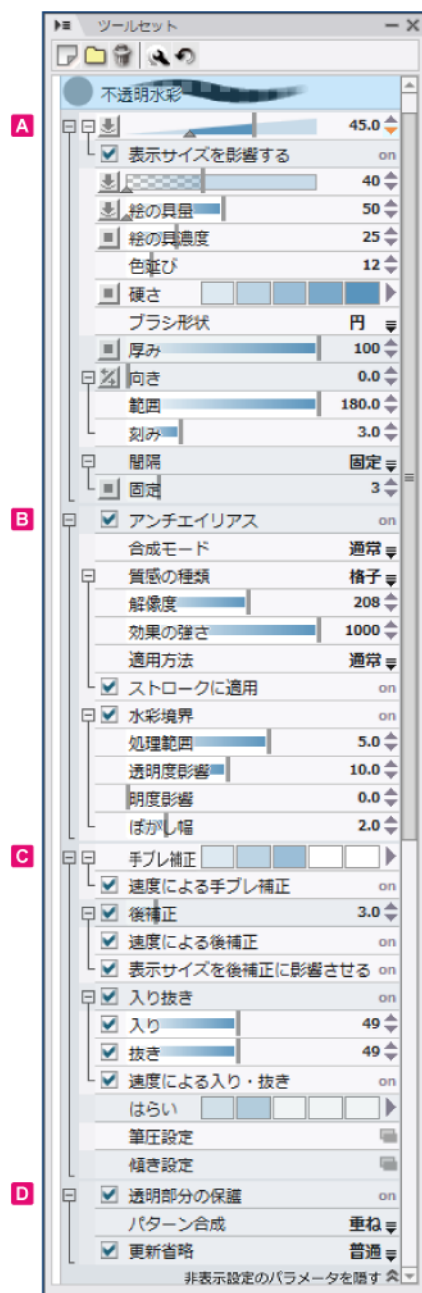 ツールセット
不透明水彩
A 45.0
表示サイズを影響する on
40
絵の具量 50
絵の具濃度 25
色延び 12
硬さ
ブラシ形状 円
厚み 100
向き 0.0
範囲 180.0
刻み 3.0
間隔 固定
固定 3
B アンチエイリアス on
合成モード 通常
質感の種類 格子
解像度 208
効果の強さ 1000
適用方法 通常
ストロークに適用 on
水彩境界 on
処理範囲 5.0
透明度影響 10.0
明度影響 0.0
ぼかし幅 2.0
C 手ブレ補正
速度による手ブレ補正 on
後補正 3.0
速度による後補正 on
表示サイズを後補正に影響させる on
入り抜き on
入り 49
抜き 49
速度による入り・抜き on
はらい
筆圧設定
傾き設定
D 透明部分の保護 on
パターン合成 重ね
更新省略 普通
非表示設定のパラメータを隠す